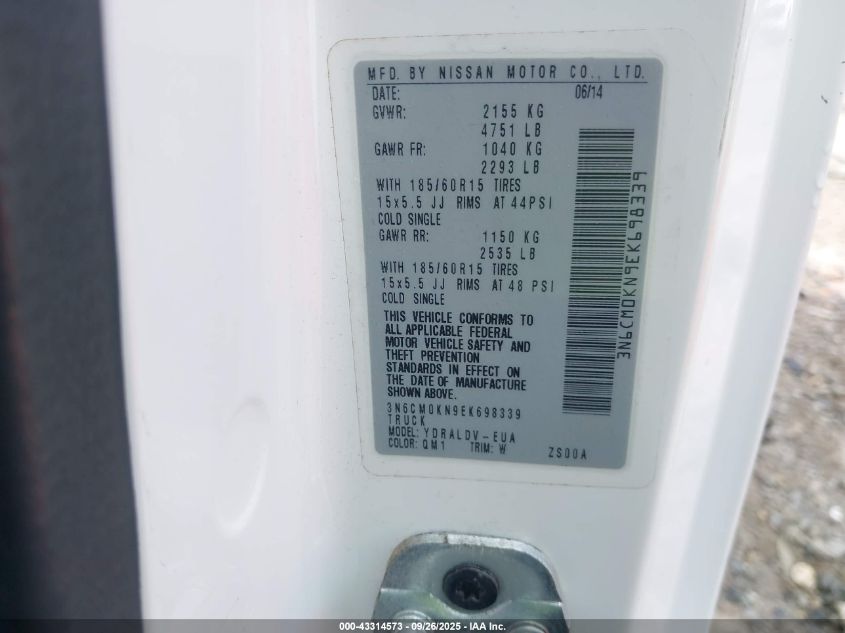 MFD. BY NISSAN MOTOR CO., LTD.
DATE: 06/14
GVWR: 2155 KG
4751 LB
GAWR FR: 1040 KG
2293 LB
WITH 185/60R15 TIRES
15x5.5 JJ RIMS AT 44PSI
COLD SINGLE
GAWR RR: 1150 KG
2535 LB
WITH 185/60R15 TIRES
15x5.5 JJ RIMS AT 48 PSI
COLD SINGLE
THIS VEHICLE CONFORMS TO
ALL APPLICABLE FEDERAL
MOTOR VEHICLE SAFETY AND
THEFT PREVENTION
STANDARDS IN EFFECT ON
THE DATE OF MANUFACTURE
SHOWN ABOVE.
3N6CM0KN9EK698339
TRUCK
MODEL: YDRALDV-EUA
COLOR: QM1 TRIM: W ZS00A
3N6CM0KN9EK698339
000-43314573 - 09/26/2025 - IAA Inc.